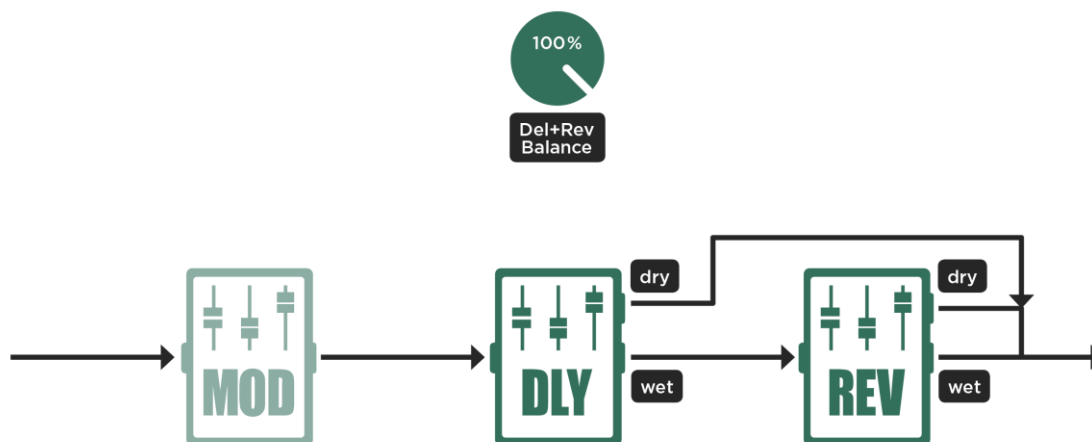 100%
Del+Rev
Balance
dry
dry
MOD
DLY
REV
wet
wet